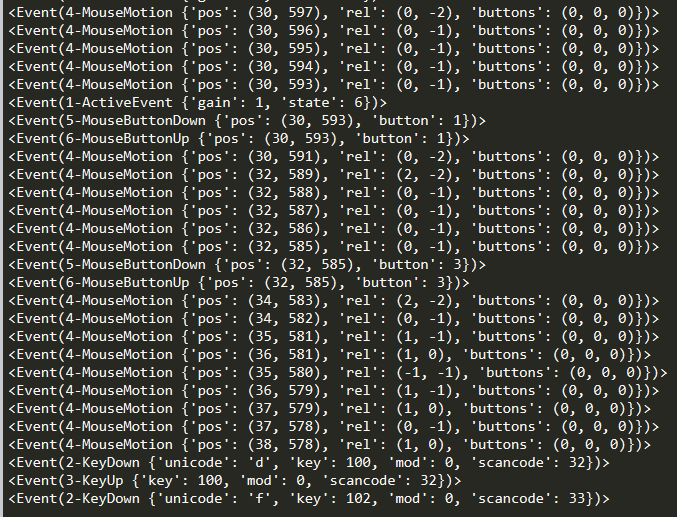 <Event(4-MouseMotion {'pos': (30, 597), 'rel': (0, -2), 'buttons': (0, 0, 0)})>
<Event(4-MouseMotion {'pos': (30, 596), 'rel': (0, -1), 'buttons': (0, 0, 0)})>
<Event(4-MouseMotion {'pos': (30, 595), 'rel': (0, -1), 'buttons': (0, 0, 0)})>
<Event(4-MouseMotion {'pos': (30, 594), 'rel': (0, -1), 'buttons': (0, 0, 0)})>
<Event(4-MouseMotion {'pos': (30, 593), 'rel': (0, -1), 'buttons': (0, 0, 0)})>
<Event(1-ActiveEvent {'gain': 1, 'state': 6})>
<Event(5-MouseButtonDown {'pos': (30, 593), 'button': 1})>
<Event(6-MouseButtonUp {'pos': (30, 593), 'button': 1})>
<Event(4-MouseMotion {'pos': (30, 591), 'rel': (0, -2), 'buttons': (0, 0, 0)})>
<Event(4-MouseMotion {'pos': (32, 589), 'rel': (2, -2), 'buttons': (0, 0, 0)})>
<Event(4-MouseMotion {'pos': (32, 588), 'rel': (0, -1), 'buttons': (0, 0, 0)})>
<Event(4-MouseMotion {'pos': (32, 587), 'rel': (0, -1), 'buttons': (0, 0, 0)})>
<Event(4-MouseMotion {'pos': (32, 586), 'rel': (0, -1), 'buttons': (0, 0, 0)})>
<Event(4-MouseMotion {'pos': (32, 585), 'rel': (0, -1), 'buttons': (0, 0, 0)})>
<Event(5-MouseButtonDown {'pos': (32, 585), 'button': 3})>
<Event(6-MouseButtonUp {'pos': (32, 585), 'button': 3})>
<Event(4-MouseMotion {'pos': (34, 583), 'rel': (2, -2), 'buttons': (0, 0, 0)})>
<Event(4-MouseMotion {'pos': (34, 582), 'rel': (0, -1), 'buttons': (0, 0, 0)})>
<Event(4-MouseMotion {'pos': (35, 581), 'rel': (1, -1), 'buttons': (0, 0, 0)})>
<Event(4-MouseMotion {'pos': (36, 581), 'rel': (1, 0), 'buttons': (0, 0, 0)})>
<Event(4-MouseMotion {'pos': (35, 580), 'rel': (-1, -1), 'buttons': (0, 0, 0)})>
<Event(4-MouseMotion {'pos': (36, 579), 'rel': (1, -1), 'buttons': (0, 0, 0)})>
<Event(4-MouseMotion {'pos': (37, 579), 'rel': (1, 0), 'buttons': (0, 0, 0)})>
<Event(4-MouseMotion {'pos': (37, 578), 'rel': (0, -1), 'buttons': (0, 0, 0)})>
<Event(4-MouseMotion {'pos': (38, 578), 'rel': (1, 0), 'buttons': (0, 0, 0)})>
<Event(2-KeyDown {'unicode': 'd', 'key': 100, 'mod': 0, 'scancode': 32})>
<Event(3-KeyUp {'key': 100, 'mod': 0, 'scancode': 32})>
<Event(2-KeyDown {'unicode': 'f', 'key': 102, 'mod': 0, 'scancode': 33})>